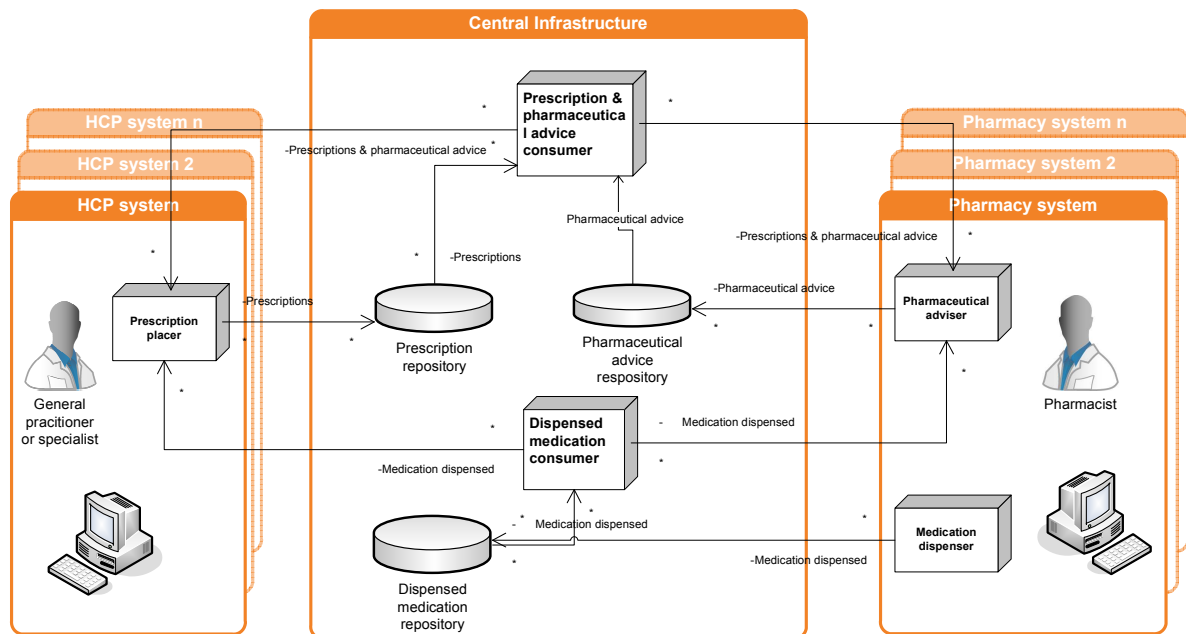 Central Infrastructure
HCP system n
HCP system 2
HCP system
Pharmacy system n
Pharmacy system 2
Pharmacy system
Prescription &
pharmaceutica
l advice
consumer
*
*
*
-Prescriptions & pharmaceutical advice
Pharmaceutical advice
-Prescriptions & pharmaceutical advice
*
*
*
-Prescriptions
-Prescriptions
-Pharmaceutical advice
Prescription
placer
Pharmaceutical
adviser
*
*
*
*
Prescription
repository
Pharmaceutical
advice
respository
General
pracitioner
or specialist
Pharmacist
*
*
*
Dispensed
medication
consumer
- Medication dispensed
*
-Medication dispensed
*
*
- Medication dispensed
*
*
Medication
dispenser
-Medication dispensed
Dispensed
medication
repository